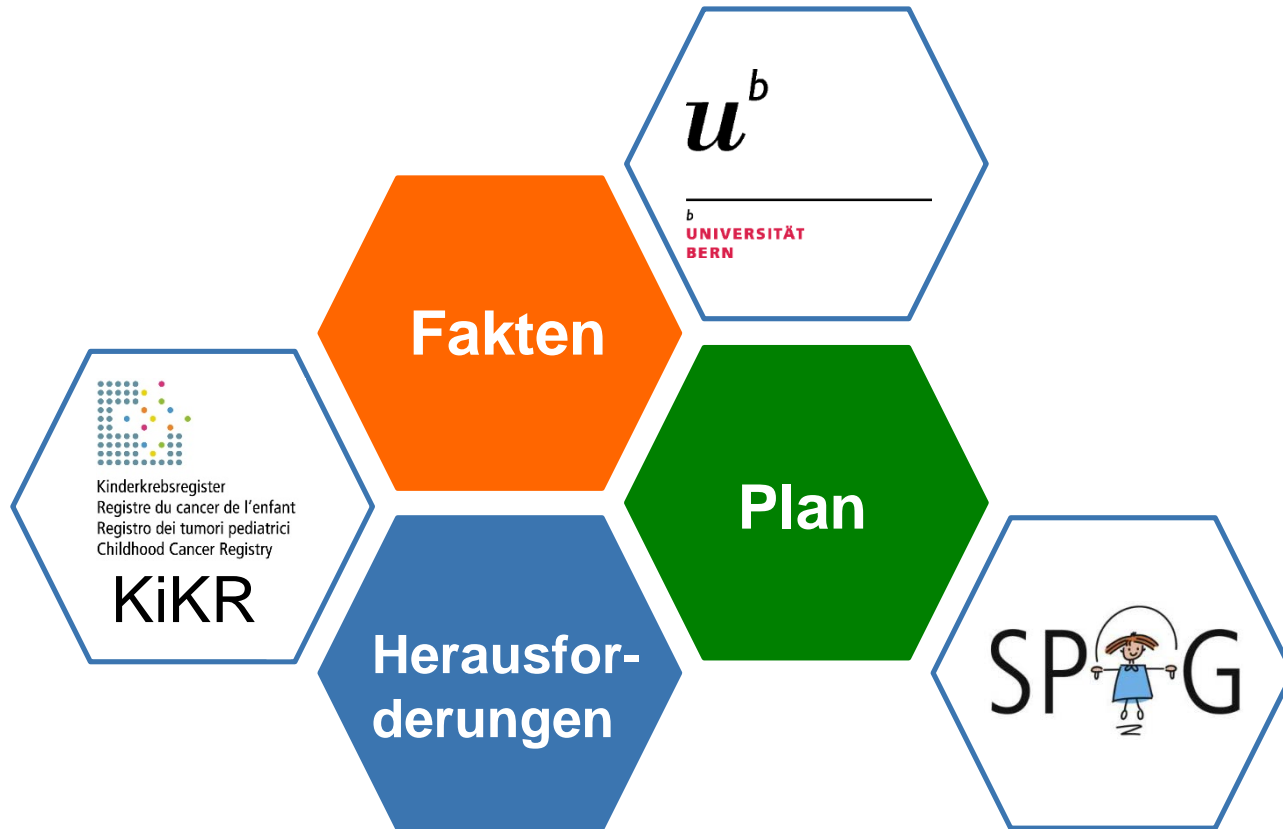 u b
b
UNIVERSITÄT
BERN
Fakten
Kinderkrebsregister
Registre du cancer de l'enfant
Registro dei tumori pediatrici
Childhood Cancer Registry
KiKR
Plan
Herausfor-
derungen
SPOG